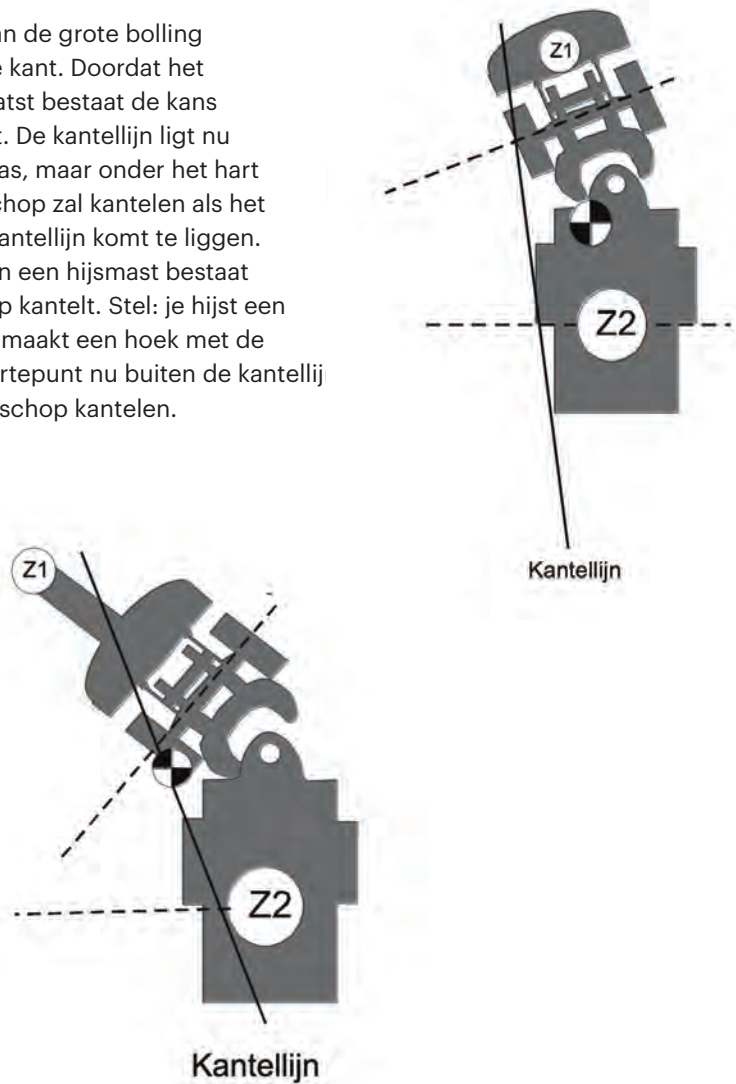 an de grote bolling
kant. Doordat het
atst bestaat de kans
De kantellijn ligt nu
as, maar onder het hart
chop zal kantelen als het
antellijn komt te liggen.
n een hijsmast bestaat
p kantelt. Stel: je hijst een
maakt een hoek met de
rtepunt nu buiten de kantellij
schop kantelen.
Z1
Z2
Kantellijn
Z1
Z2
Kantellijn